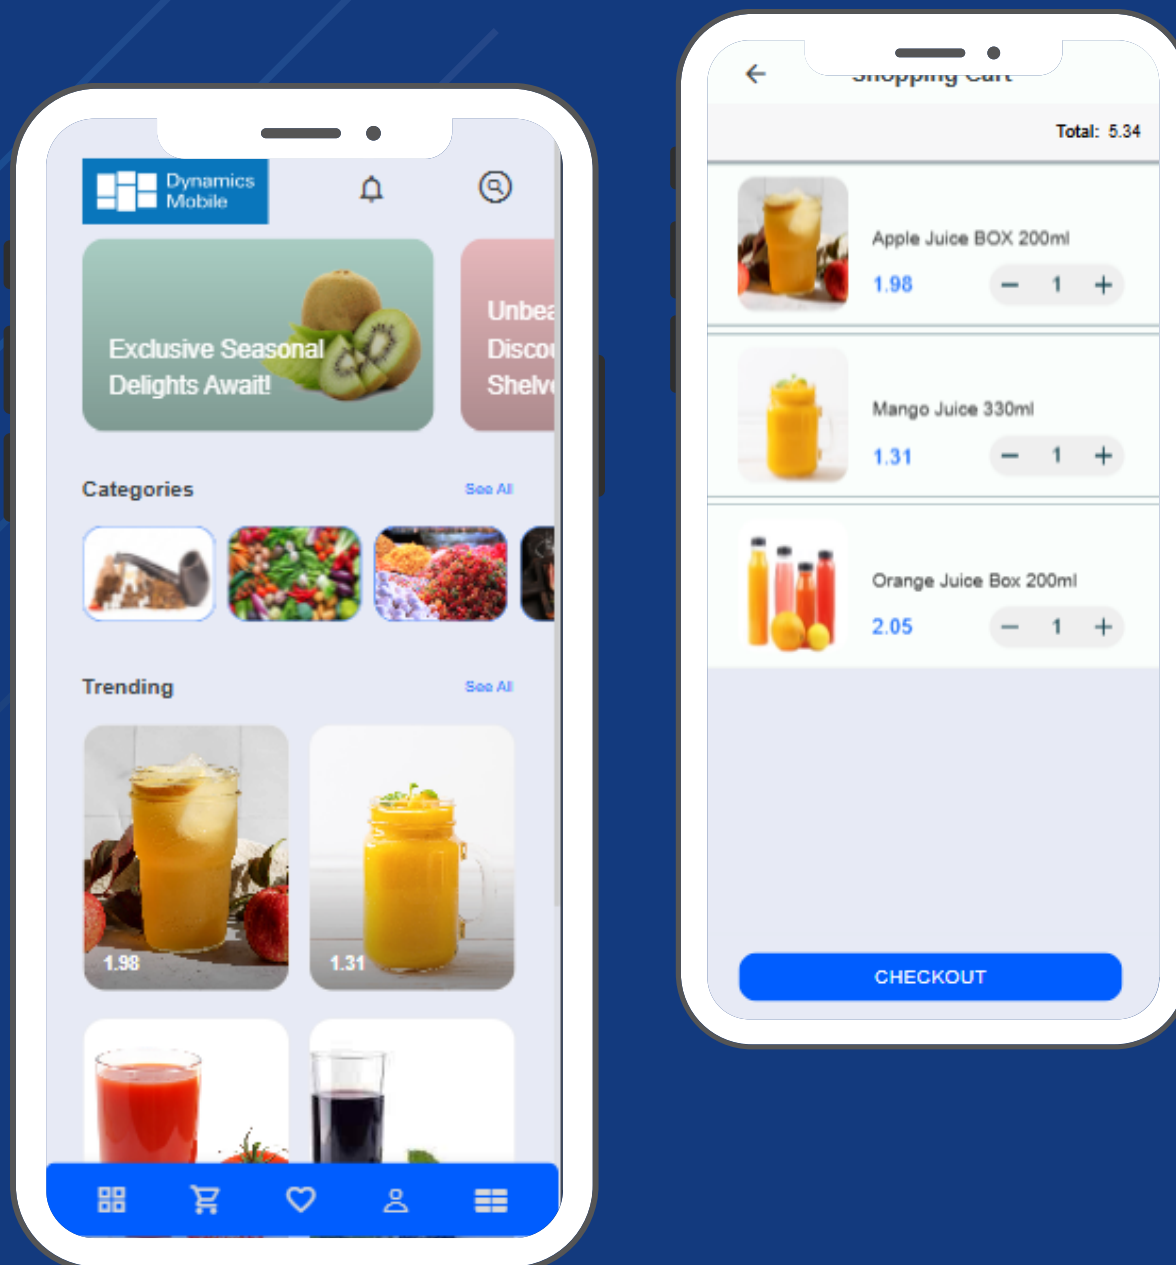 Dynamics
Mobile
Exclusive Seasonal
Delights Await!
Categories
See All
Trending
See All
1.98
1.31
Shopping Cart
Total: 5.34
Apple Juice BOX 200ml
1.98
1
Mango Juice 330ml
1.31
1
Orange Juice Box 200ml
2.05
1
CHECKOUT